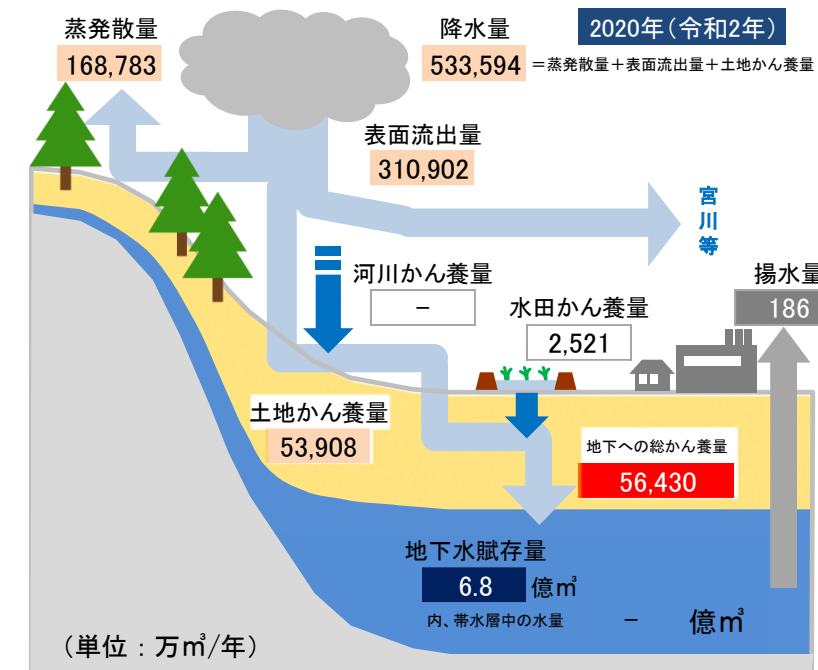 2020年(令和2年)
蒸発散量
168,783
降水量
533,594
＝蒸発散量＋表面流出量＋土地かん養量
表面流出量
310,902
宮川等
河川かん養量
－
水田かん養量
2,521
揚水量
186
土地かん養量
53,908
地下への総かん養量
56,430
地下水賦存量
6.8 億㎥
内、帯水層中の水量 － 億㎥
(単位：万㎥/年)